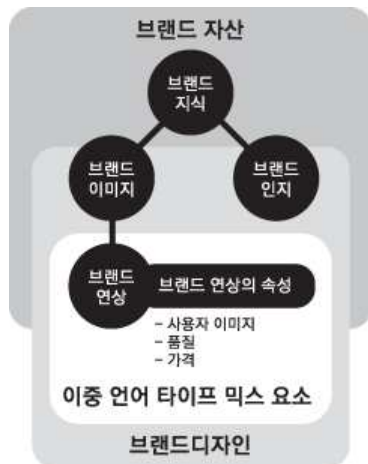 브랜드 자산
브랜드
지식
브랜드
이미지
브랜드
인지
브랜드
연상
브랜드 연상의 속성
- 사용자 이미지
- 품질
- 가격
이중 언어 타이프 믹스 요소
브랜드디자인